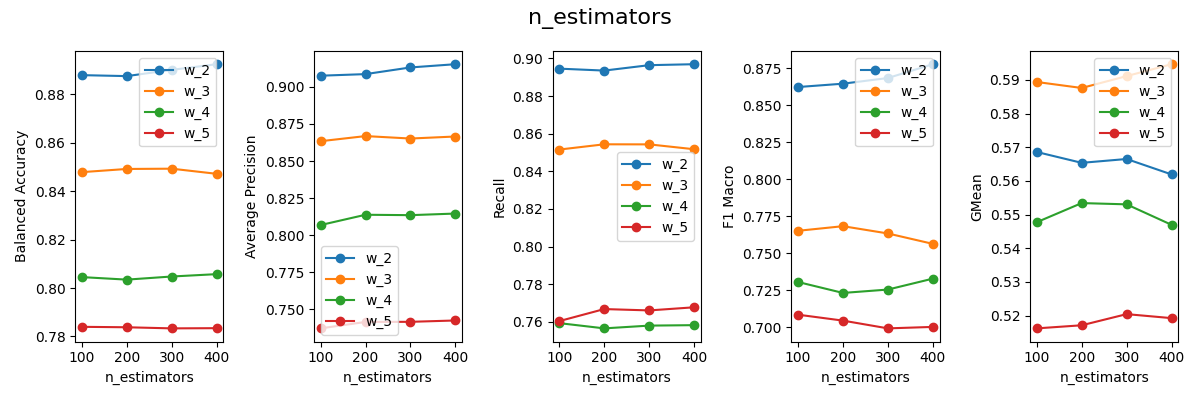 n_estimators
Balanced Accuracy
0.88
0.86
0.84
0.82
0.80
0.78
100 200 300 400
n_estimators
w_2
w_3
w_4
w_5
Average Precision
0.900
0.875
0.850
0.825
0.800
0.775
0.750
100 200 300 400
n_estimators
w_2
w_3
w_4
w_5
Recall
0.90
0.88
0.86
0.84
0.82
0.80
0.78
0.76
100 200 300 400
n_estimators
w_2
w_3
w_4
w_5
F1 Macro
0.875
0.850
0.825
0.800
0.775
0.750
0.725
0.700
100 200 300 400
n_estimators
w_2
w_3
w_4
w_5
GMean
0.59
0.58
0.57
0.56
0.55
0.54
0.53
0.52
100 200 300 400
n_estimators
w_2
w_3
w_4
w_5